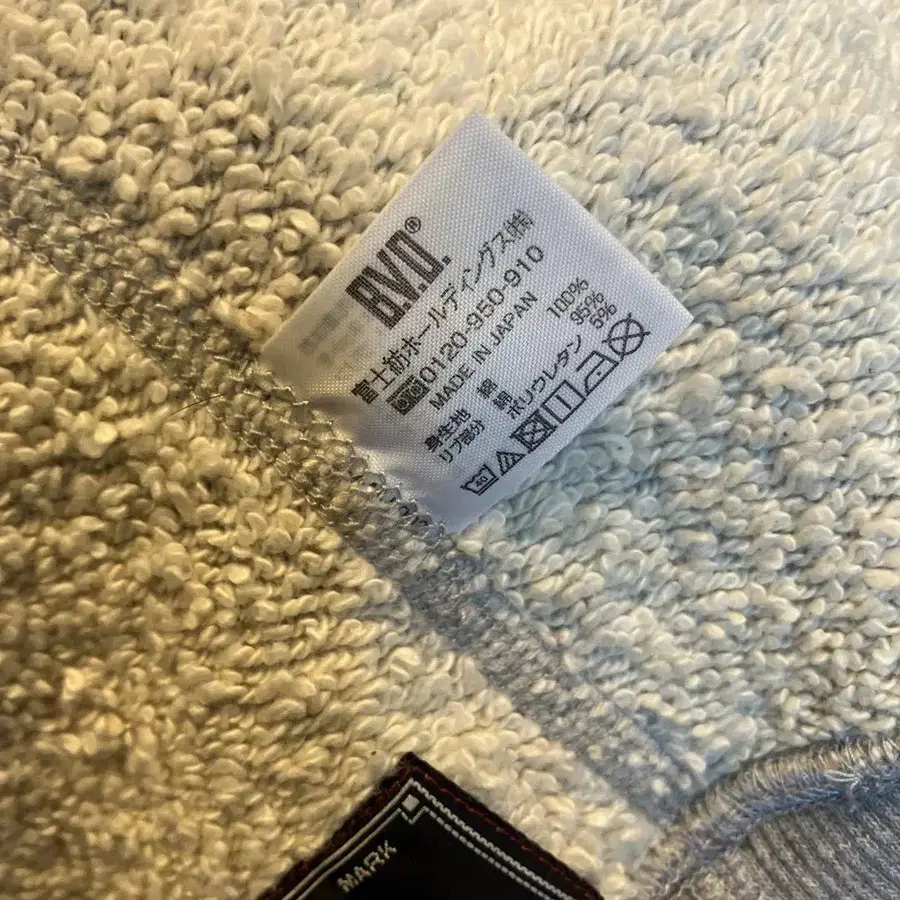 B.V.D.®
富士紡ホールディングス(株)
0120-950-910
MADE IN JAPAN
身生地 綿 100%
リブ部分 綿 95%
ポリウレタン 5%
40
MARK